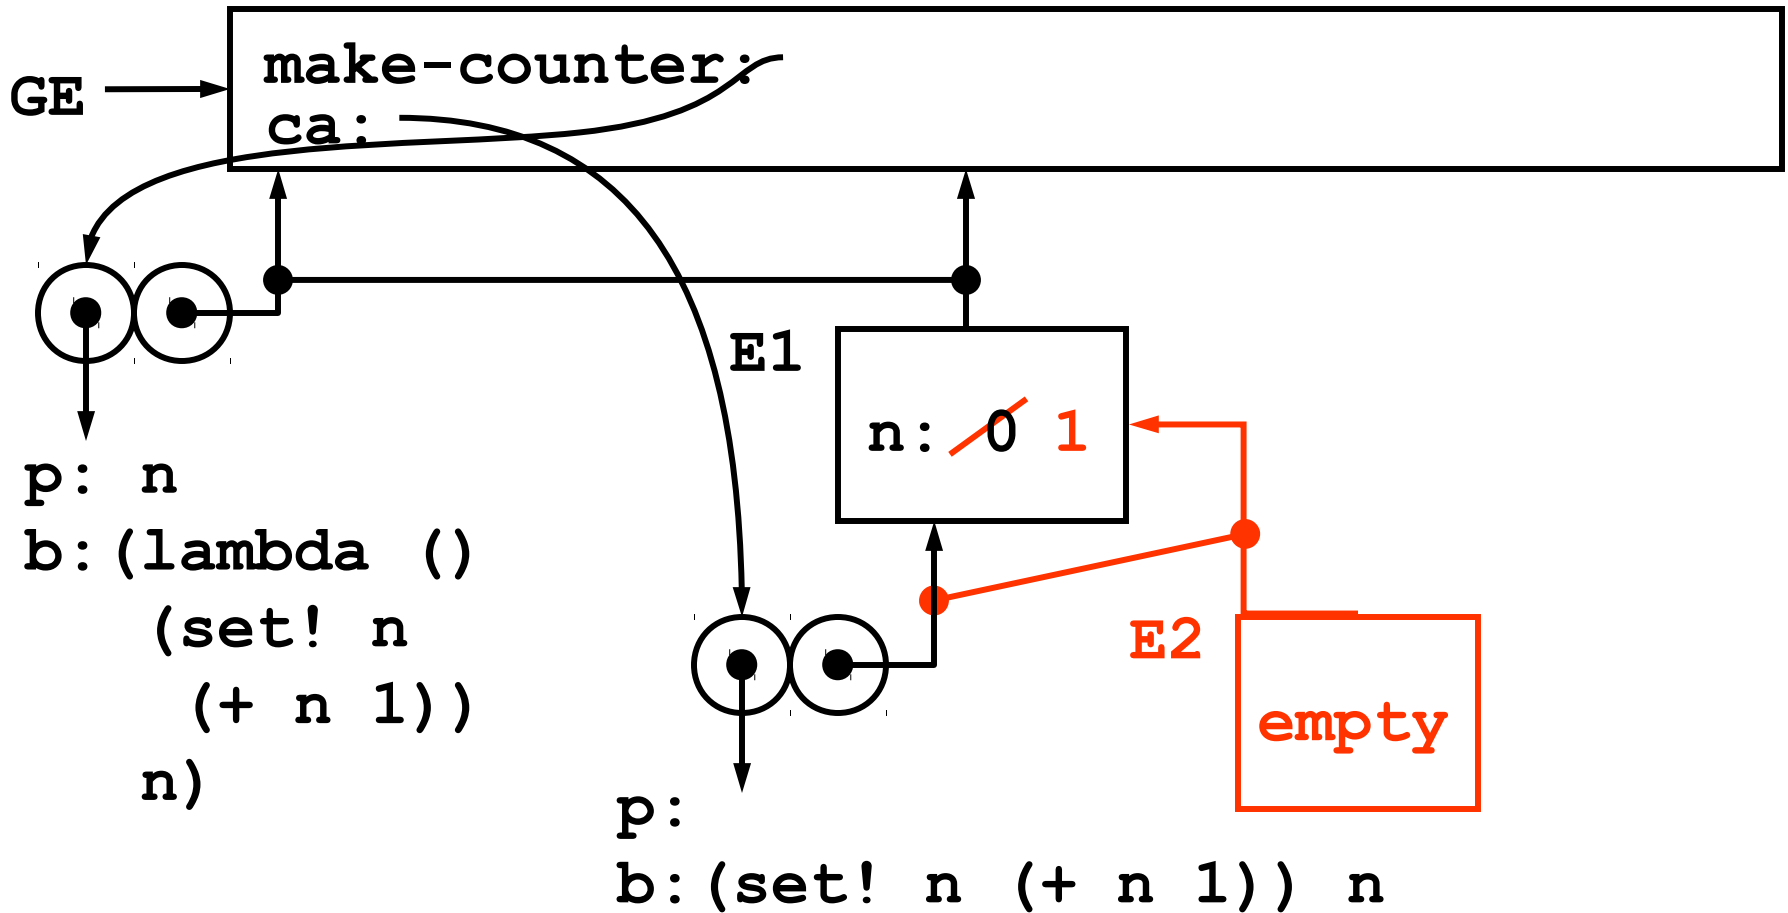 GE
make-counter:
ca:
E1
n: 0 1
p: n
b:(lambda ()
(set! n
(+ n 1))
n)
E2
empty
p:
b:(set! n (+ n 1)) n